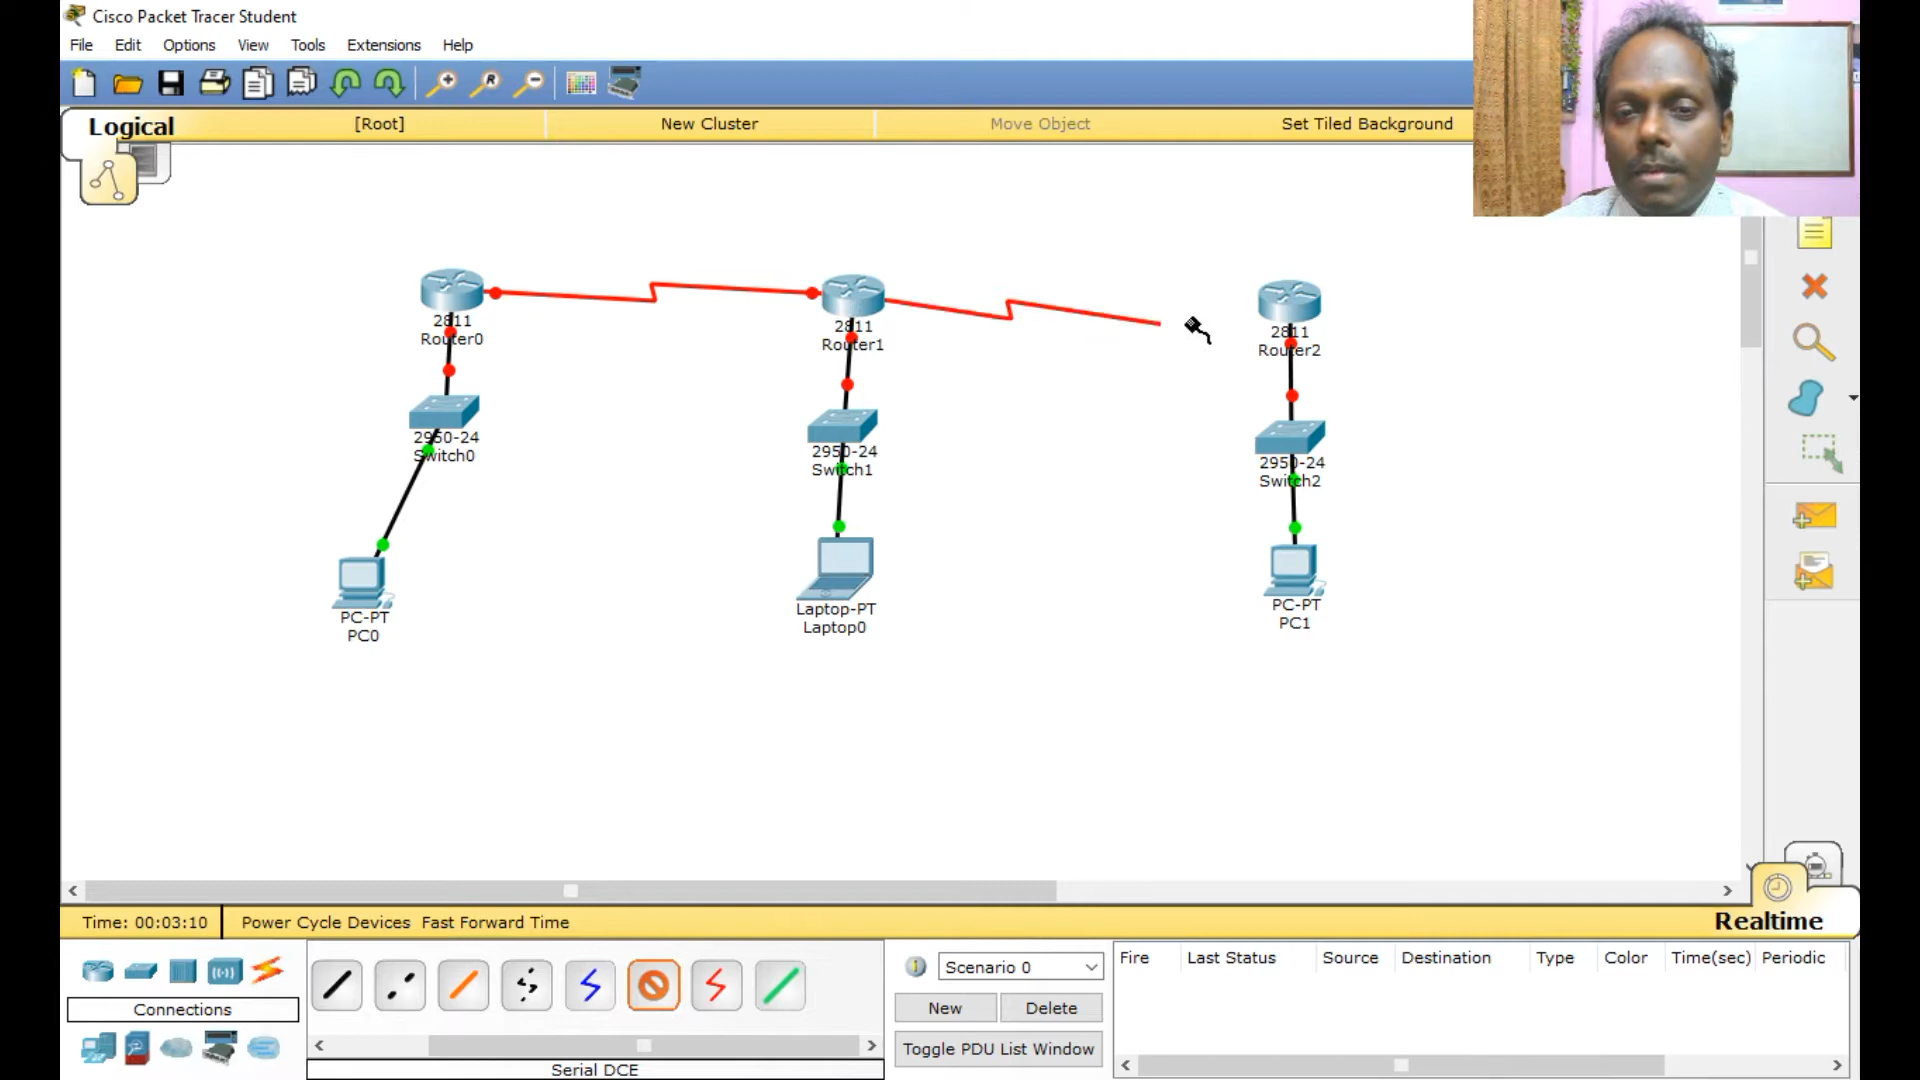 Cisco Packet Tracer Student
File Edit Options View Tools Extensions Help
R
Logical [Root] New Cluster Move Object Set Tiled Background
2811
Router0
2811
Router1
2811
Router2
2950-24
Switch0
2950-24
Switch1
2950-24
Switch2
PC-PT
PC0
Laptop-PT
Laptop0
PC-PT
PC1
Time: 00:03:10 Power Cycle Devices Fast Forward Time Realtime
Connections
Serial DCE
Scenario 0
New Delete
Toggle PDU List Window
Fire Last Status Source Destination Type Color Time(sec) Periodic